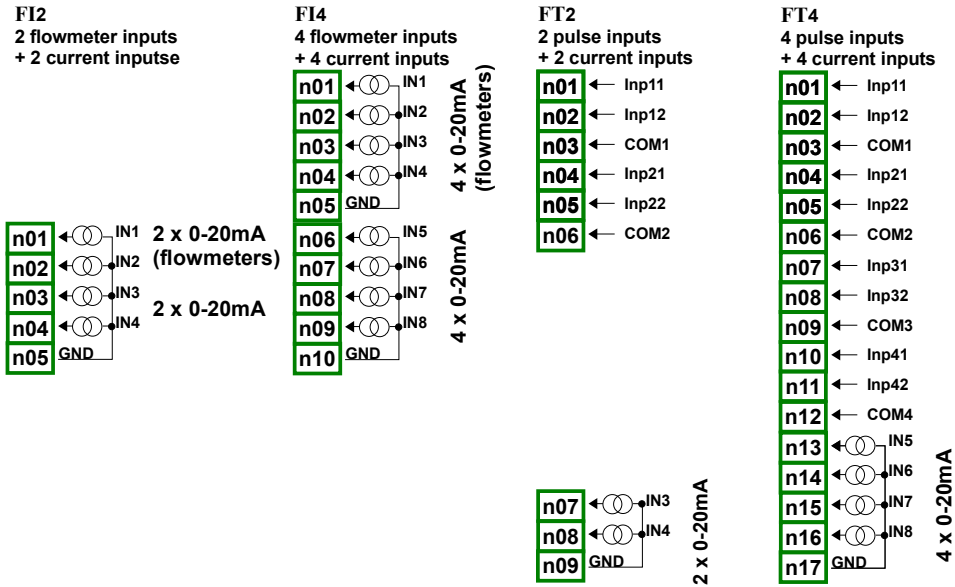 FI2
2 flowmeter inputs
+ 2 current inputse
n01 IN1
n02 IN2
n03 IN3
n04 IN4
n05 GND
2 x 0-20mA
(flowmeters)
2 x 0-20mA
FI4
4 flowmeter inputs
+ 4 current inputs
n01 IN1
n02 IN2
n03 IN3
n04 IN4
n05 GND
4 x 0-20mA
(flowmeters)
n06 IN5
n07 IN6
n08 IN7
n09 IN8
n10 GND
4 x 0-20mA
FT2
2 pulse inputs
+ 2 current inputs
n01 Inp11
n02 Inp12
n03 COM1
n04 Inp21
n05 Inp22
n06 COM2
n07 IN3
n08 IN4
n09 GND
2 x 0-20mA
FT4
4 pulse inputs
+ 4 current inputs
n01 Inp11
n02 Inp12
n03 COM1
n04 Inp21
n05 Inp22
n06 COM2
n07 Inp31
n08 Inp32
n09 COM3
n10 Inp41
n11 Inp42
n12 COM4
n13 IN5
n14 IN6
n15 IN7
n16 IN8
n17 GND
4 x 0-20mA